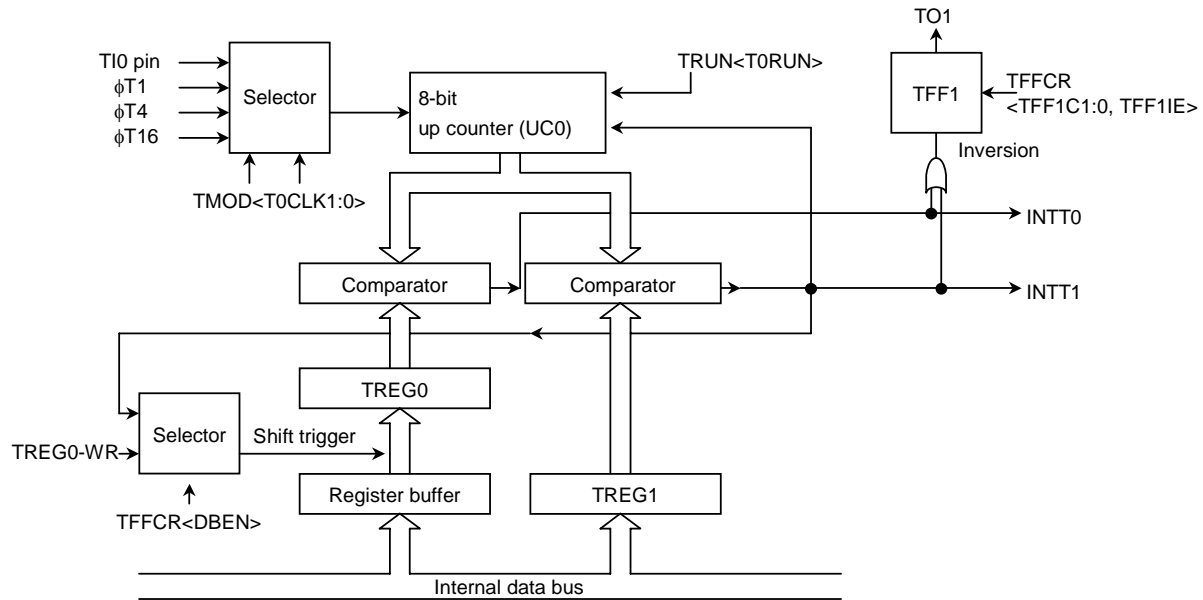 TO1
TI0 pin
ϕT1
ϕT4
ϕT16
Selector
8-bit
up counter (UC0)
TRUN<T0RUN>
TFF1
TFFCR
<TFF1C1:0, TFF1IE>
Inversion
TMOD<T0CLK1:0>
INTT0
Comparator
Comparator
INTT1
TREG0
Selector
Shift trigger
TREG0-WR
Register buffer
TREG1
TFFCR<DBEN>
Internal data bus